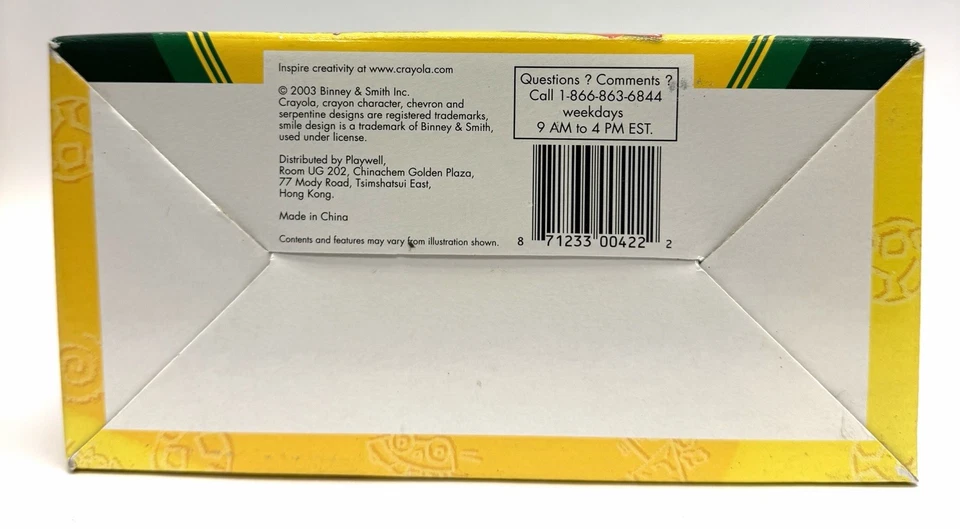 Inspire creativity at www.crayola.com
© 2003 Binney & Smith Inc.
Crayola, crayon character, chevron and
serpentine designs are registered trademarks,
smile design is a trademark of Binney & Smith,
used under license.
Distributed by Playwell,
Room UG 202, Chinachem Golden Plaza,
77 Mody Road, Tsimshatsui East,
Hong Kong.
Made in China
Contents and features may vary from illustration shown.
Questions ? Comments ?
Call 1-866-863-6844
weekdays
9 AM to 4 PM EST.
8 71233 00422 2